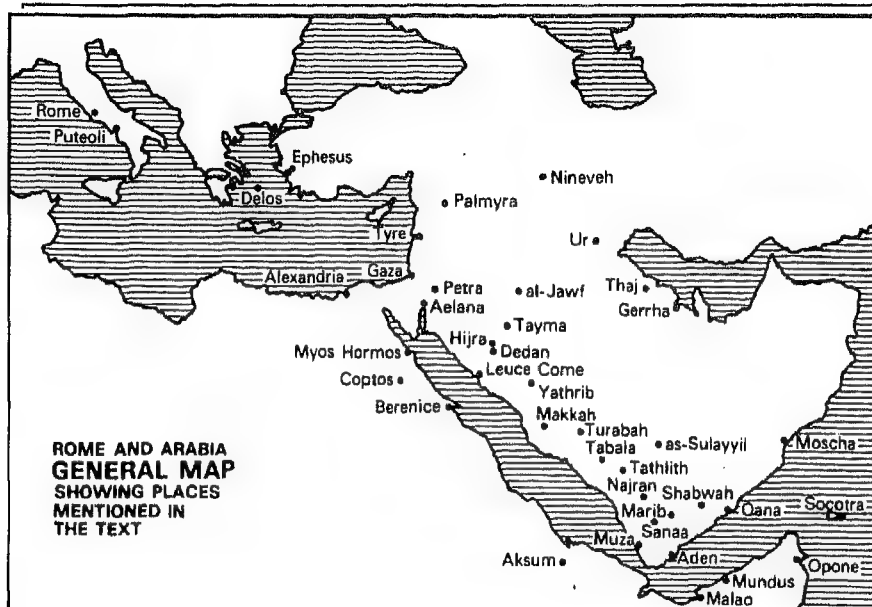 Rome
Puteoli
Ephesus
Delos
Nineveh
Palmyra
Tyre
Ur
Alexandria
Gaza
Petra
Aelana
al-Jawf
Thaj
Gerrha
Tayma
Hijra
Dedan
Myos Hormos
Leuce Come
Coptos
Yathrib
Berenice
Makkah
Turabah
Tabala
as-Sulayyil
Moscha
Tathlith
Najran
Shabwah
Marib
Qana
Socotra
Sanaa
Muza
Aksum
Aden
Opone
Mundus
Malao
ROME AND ARABIA
GENERAL MAP
SHOWING PLACES
MENTIONED IN
THE TEXT